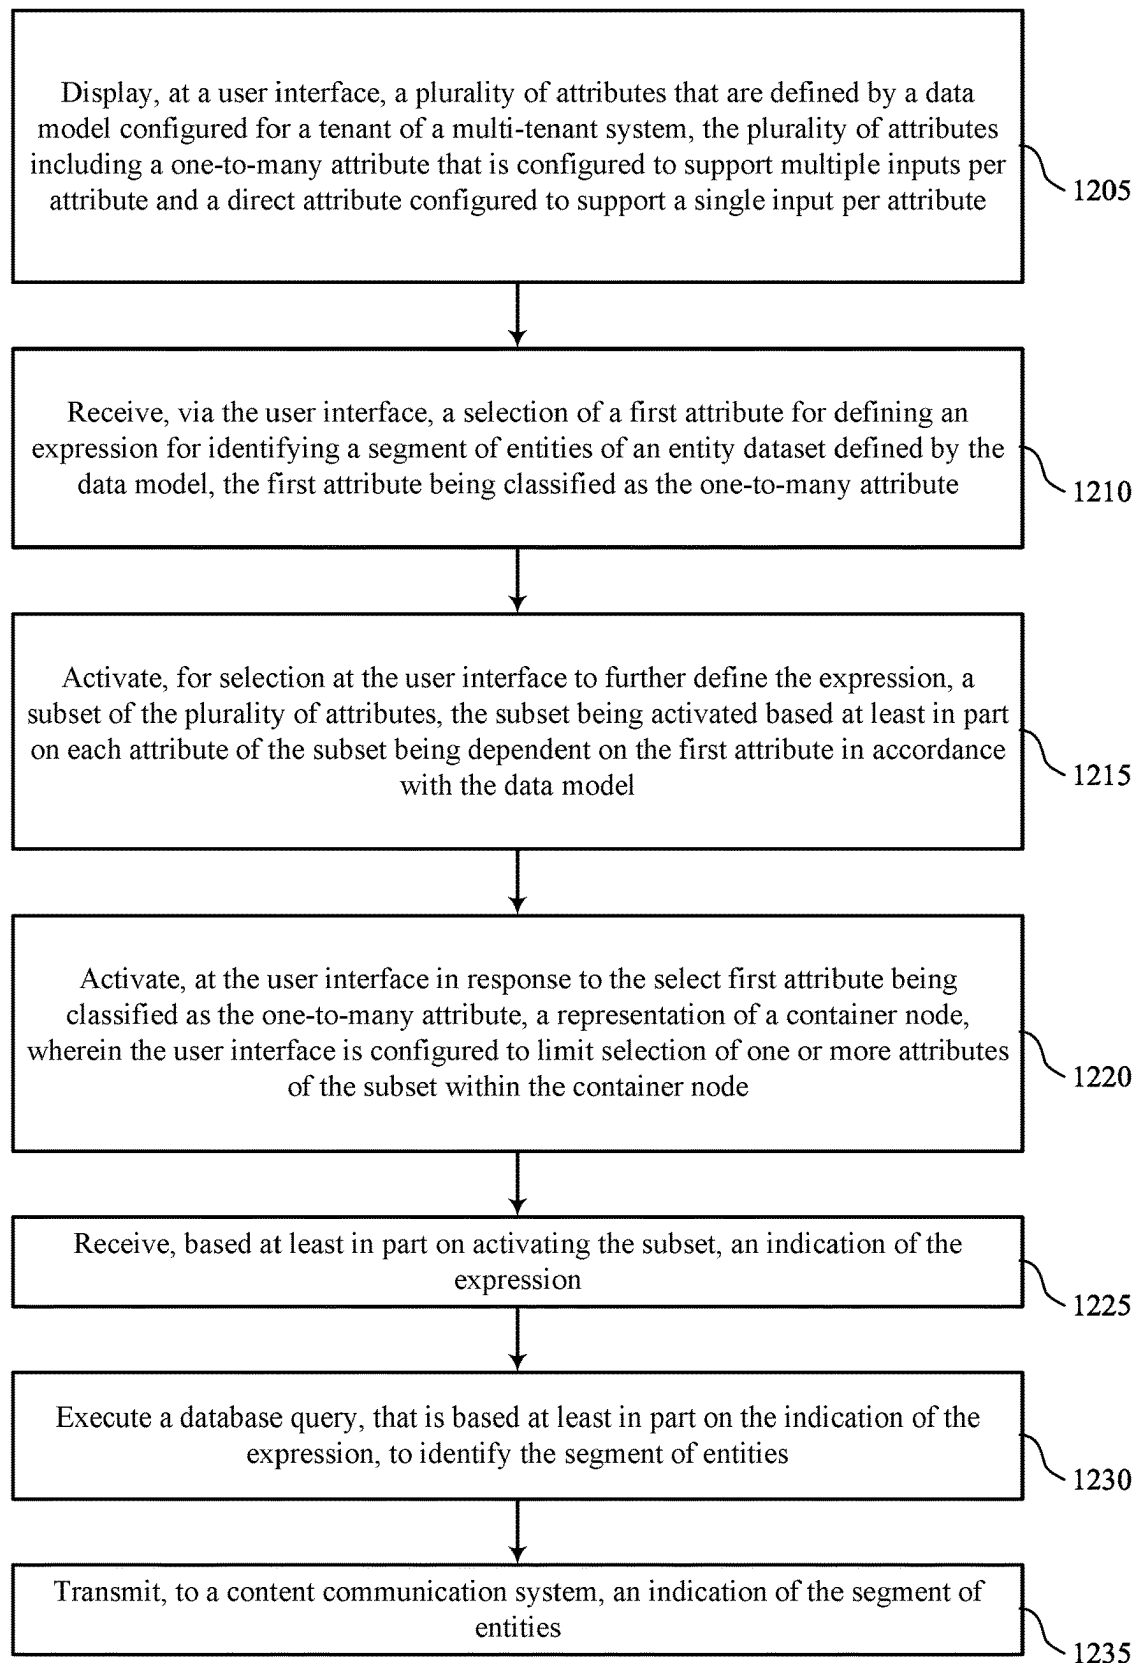 Display, at a user interface, a plurality of attributes that are defined by a data
model configured for a tenant of a multi-tenant system, the plurality of attributes
including a one-to-many attribute that is configured to support multiple inputs per
attribute and a direct attribute configured to support a single input per attribute
1205
Receive, via the user interface, a selection of a first attribute for defining an
expression for identifying a segment of entities of an entity dataset defined by the
data model, the first attribute being classified as the one-to-many attribute
1210
Activate, for selection at the user interface to further define the expression, a
subset of the plurality of attributes, the subset being activated based at least in part
on each attribute of the subset being dependent on the first attribute in accordance
with the data model
1215
Activate, at the user interface in response to the select first attribute being
classified as the one-to-many attribute, a representation of a container node,
wherein the user interface is configured to limit selection of one or more attributes
of the subset within the container node
1220
Receive, based at least in part on activating the subset, an indication of the
expression
1225
Execute a database query, that is based at least in part on the indication of the
expression, to identify the segment of entities
1230
Transmit, to a content communication system, an indication of the segment of
entities
1235